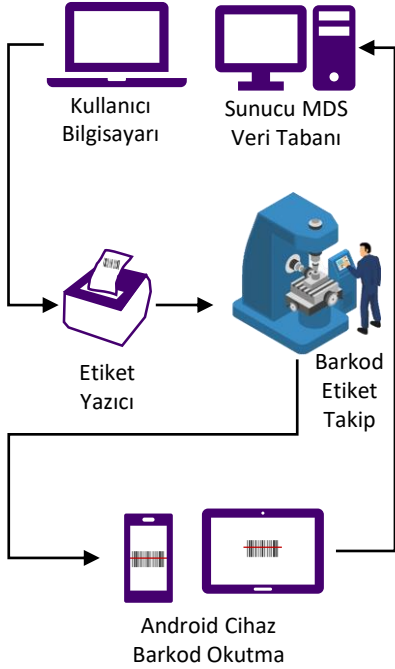 Kullanıcı
Bilgisayarı
Sunucu MDS
Veri Tabanı
Etiket
Yazıcı
Barkod
Etiket
Takip
Android Cihaz
Barkod Okutma